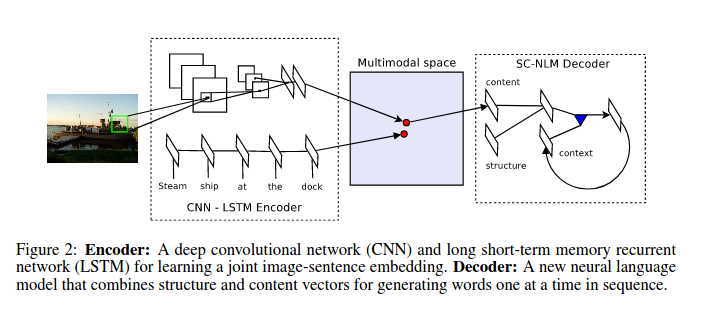 Multimodal space
SC-NLM Decoder
content
structure
context
Steam ship at the dock
CNN - LSTM Encoder
Figure 2: Encoder: A deep convolutional network (CNN) and long short-term memory recurrent
network (LSTM) for learning a joint image-sentence embedding. Decoder: A new neural language
model that combines structure and content vectors for generating words one at a time in sequence.